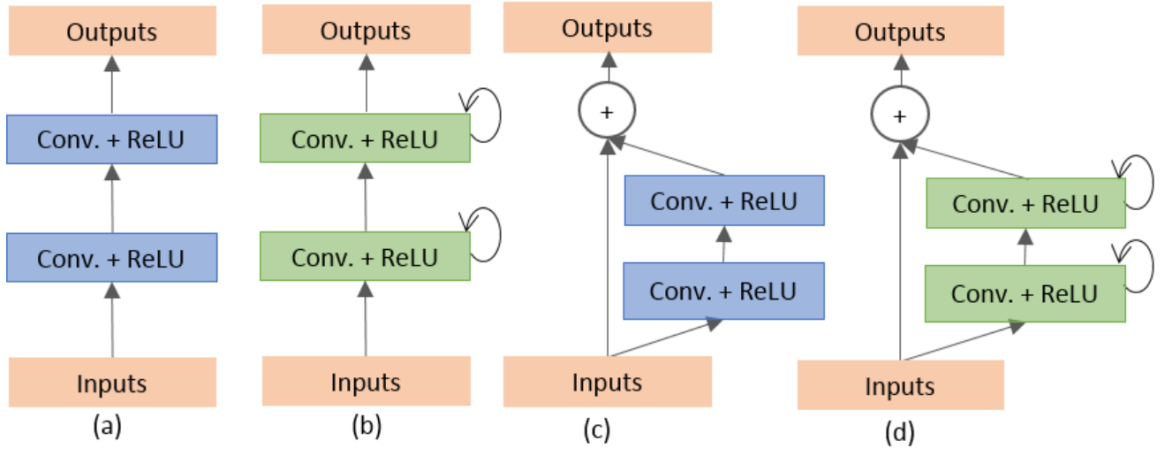 Outputs
Conv. + ReLU
Conv. + ReLU
Inputs
(a)
Outputs
Conv. + ReLU
Conv. + ReLU
Inputs
(b)
Outputs
+
Conv. + ReLU
Conv. + ReLU
Inputs
(c)
Outputs
+
Conv. + ReLU
Conv. + ReLU
Inputs
(d)